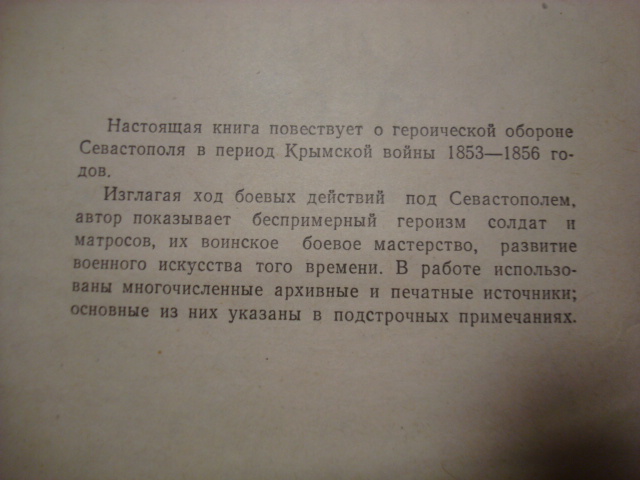 Настоящая книга повествует о героической обороне
Севастополя в период Крымской войны 1853—1856 го-
дов.
Излагая ход боевых действий под Севастополем,
автор показывает беспримерный героизм солдат и
матросов, их воинское боевое мастерство, развитие
военного искусства того времени. В работе использо-
ваны многочисленные архивные и печатные источники;
основные из них указаны в подстрочных примечаниях.